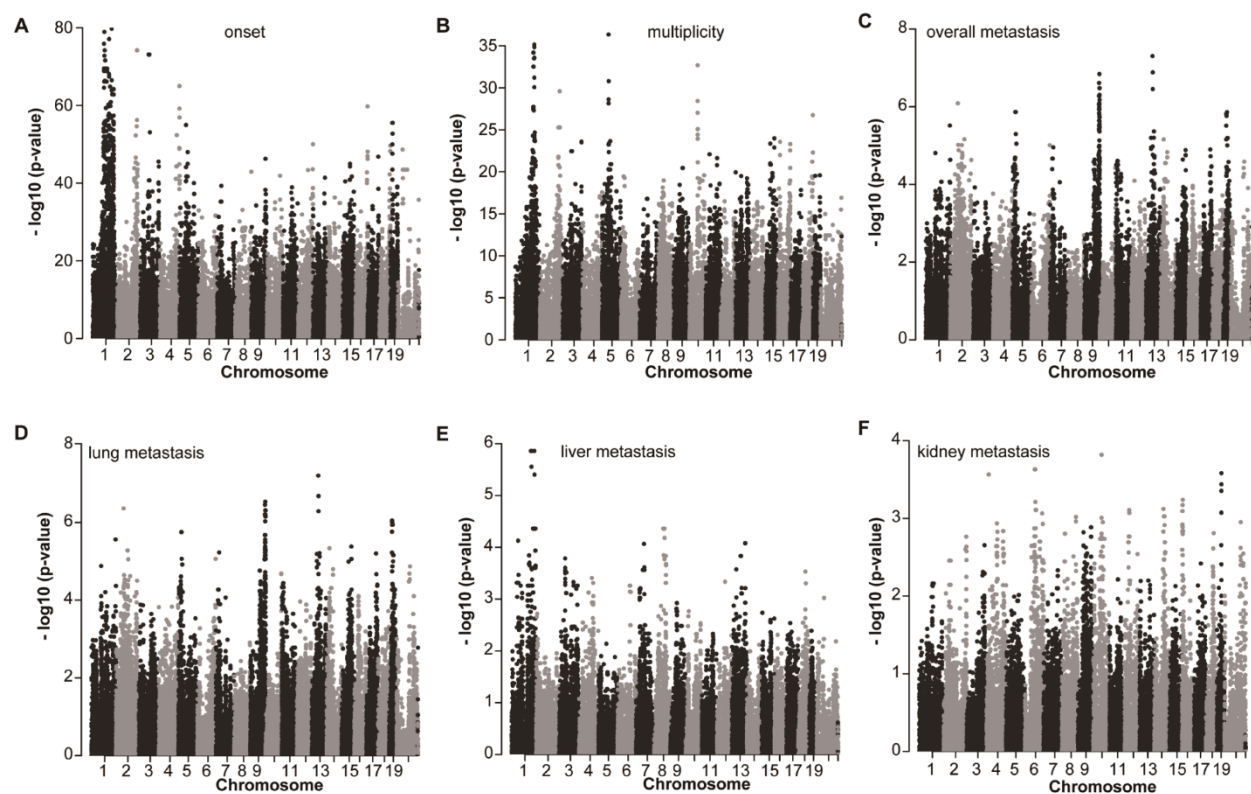 A
onset
- log10 (p-value)
80
60
40
20
0
1 2 3 4 5 6 7 8 9 11 13 15 17 19
Chromosome
B
multiplicity
- log10 (p-value)
35
30
25
20
15
10
5
0
1 2 3 4 5 6 7 8 9 11 13 15 17 19
Chromosome
C
overall metastasis
- log10 (p-value)
8
6
4
2
0
1 2 3 4 5 6 7 8 9 11 13 15 17 19
Chromosome
D
lung metastasis
- log10 (p-value)
8
6
4
2
0
1 2 3 4 5 6 7 8 9 11 13 15 17 19
Chromosome
E
liver metastasis
- log10 (p-value)
6
5
4
3
2
1
0
1 2 3 4 5 6 7 8 9 11 13 15 17 19
Chromosome
F
kidney metastasis
- log10 (p-value)
4
3
2
1
0
1 2 3 4 5 6 7 8 9 11 13 15 17 19
Chromosome